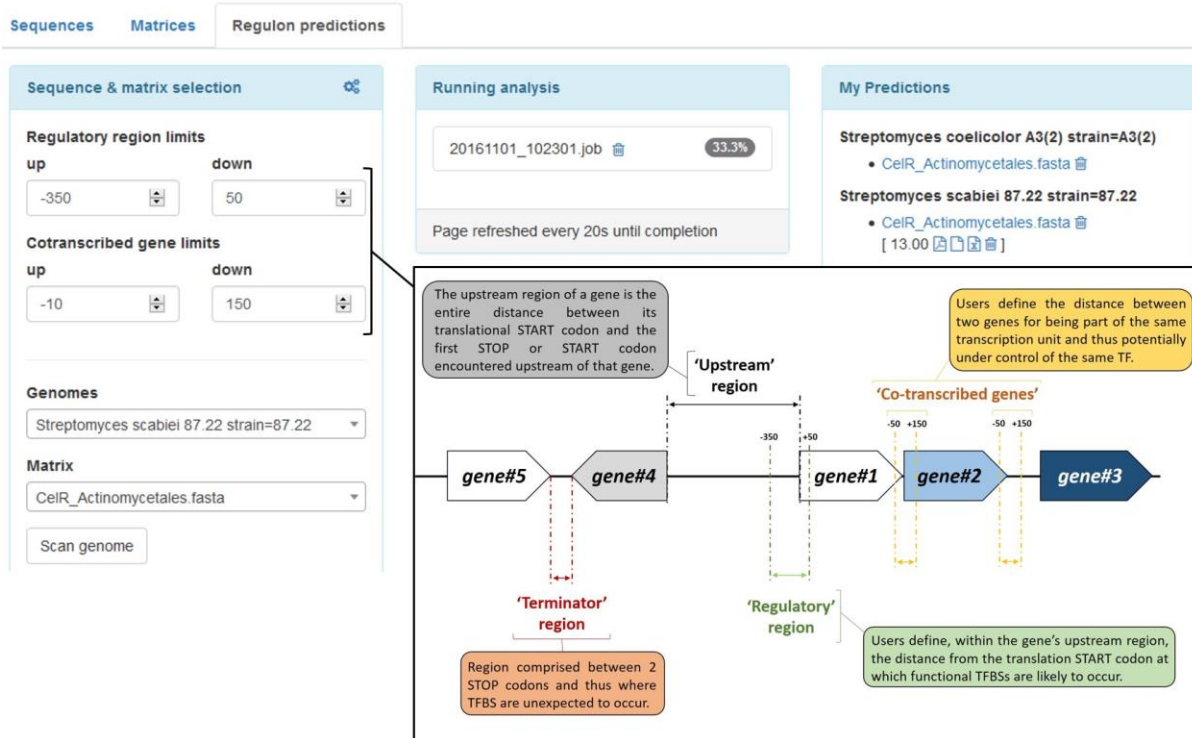 Sequences
Matrices
Regulon predictions
Sequence & matrix selection
Regulatory region limits
up
down
-350
50
Cotranscribed gene limits
up
down
-10
150
Genomes
Streptomyces scabiei 87.22 strain=87.22
Matrix
CelR_Actinomycetales.fasta
Scan genome
Running analysis
20161101_102301.job
33.3%
Page refreshed every 20s until completion
My Predictions
Streptomyces coelicolor A3(2) strain=A3(2)
• CelR_Actinomycetales.fasta
Streptomyces scabiei 87.22 strain=87.22
• CelR_Actinomycetales.fasta
[ 13.00 ]
The upstream region of a gene is the
entire distance between its
translational START codon and the
first STOP or START codon
encountered upstream of that gene.
‘Upstream’
region
Users define the distance between
two genes for being part of the same
transcription unit and thus potentially
under control of the same TF.
‘Co-transcribed genes’
-50 +150
-50 +150
-350
+50
gene#5
gene#4
gene#1
gene#2
gene#3
‘Terminator’
region
Region comprised between 2
STOP codons and thus where
TFBS are unexpected to occur.
‘Regulatory’
region
Users define, within the gene’s upstream region,
the distance from the translation START codon at
which functional TFBSs are likely to occur.